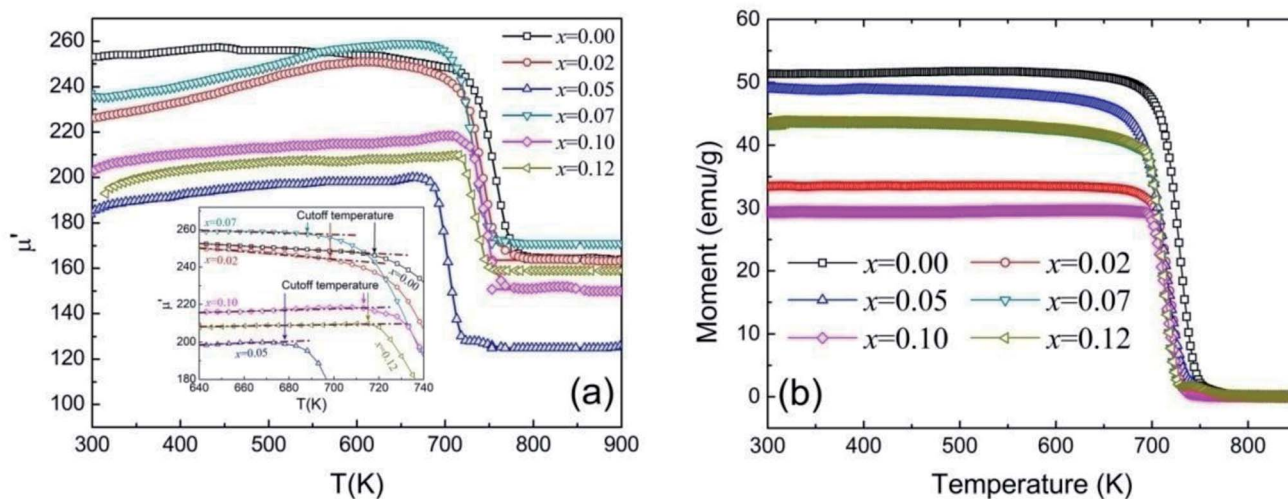 260
240
220
200
180
160
140
120
100
μ'
300 400 500 600 700 800 900
T(K)
x=0.00
x=0.02
x=0.05
x=0.07
x=0.10
x=0.12
(a)
Cutoff temperature
Cutoff temperature
x=0.07
x=0.02
x=0.00
x=0.10
x=0.05
x=0.12
260
240
220
200
180
μ'
640 660 680 700 720 740
T(K)
60
50
40
30
20
10
0
Moment (emu/g)
300 400 500 600 700 800
Temperature (K)
x=0.00 x=0.02
x=0.05 x=0.07
x=0.10 x=0.12
(b)